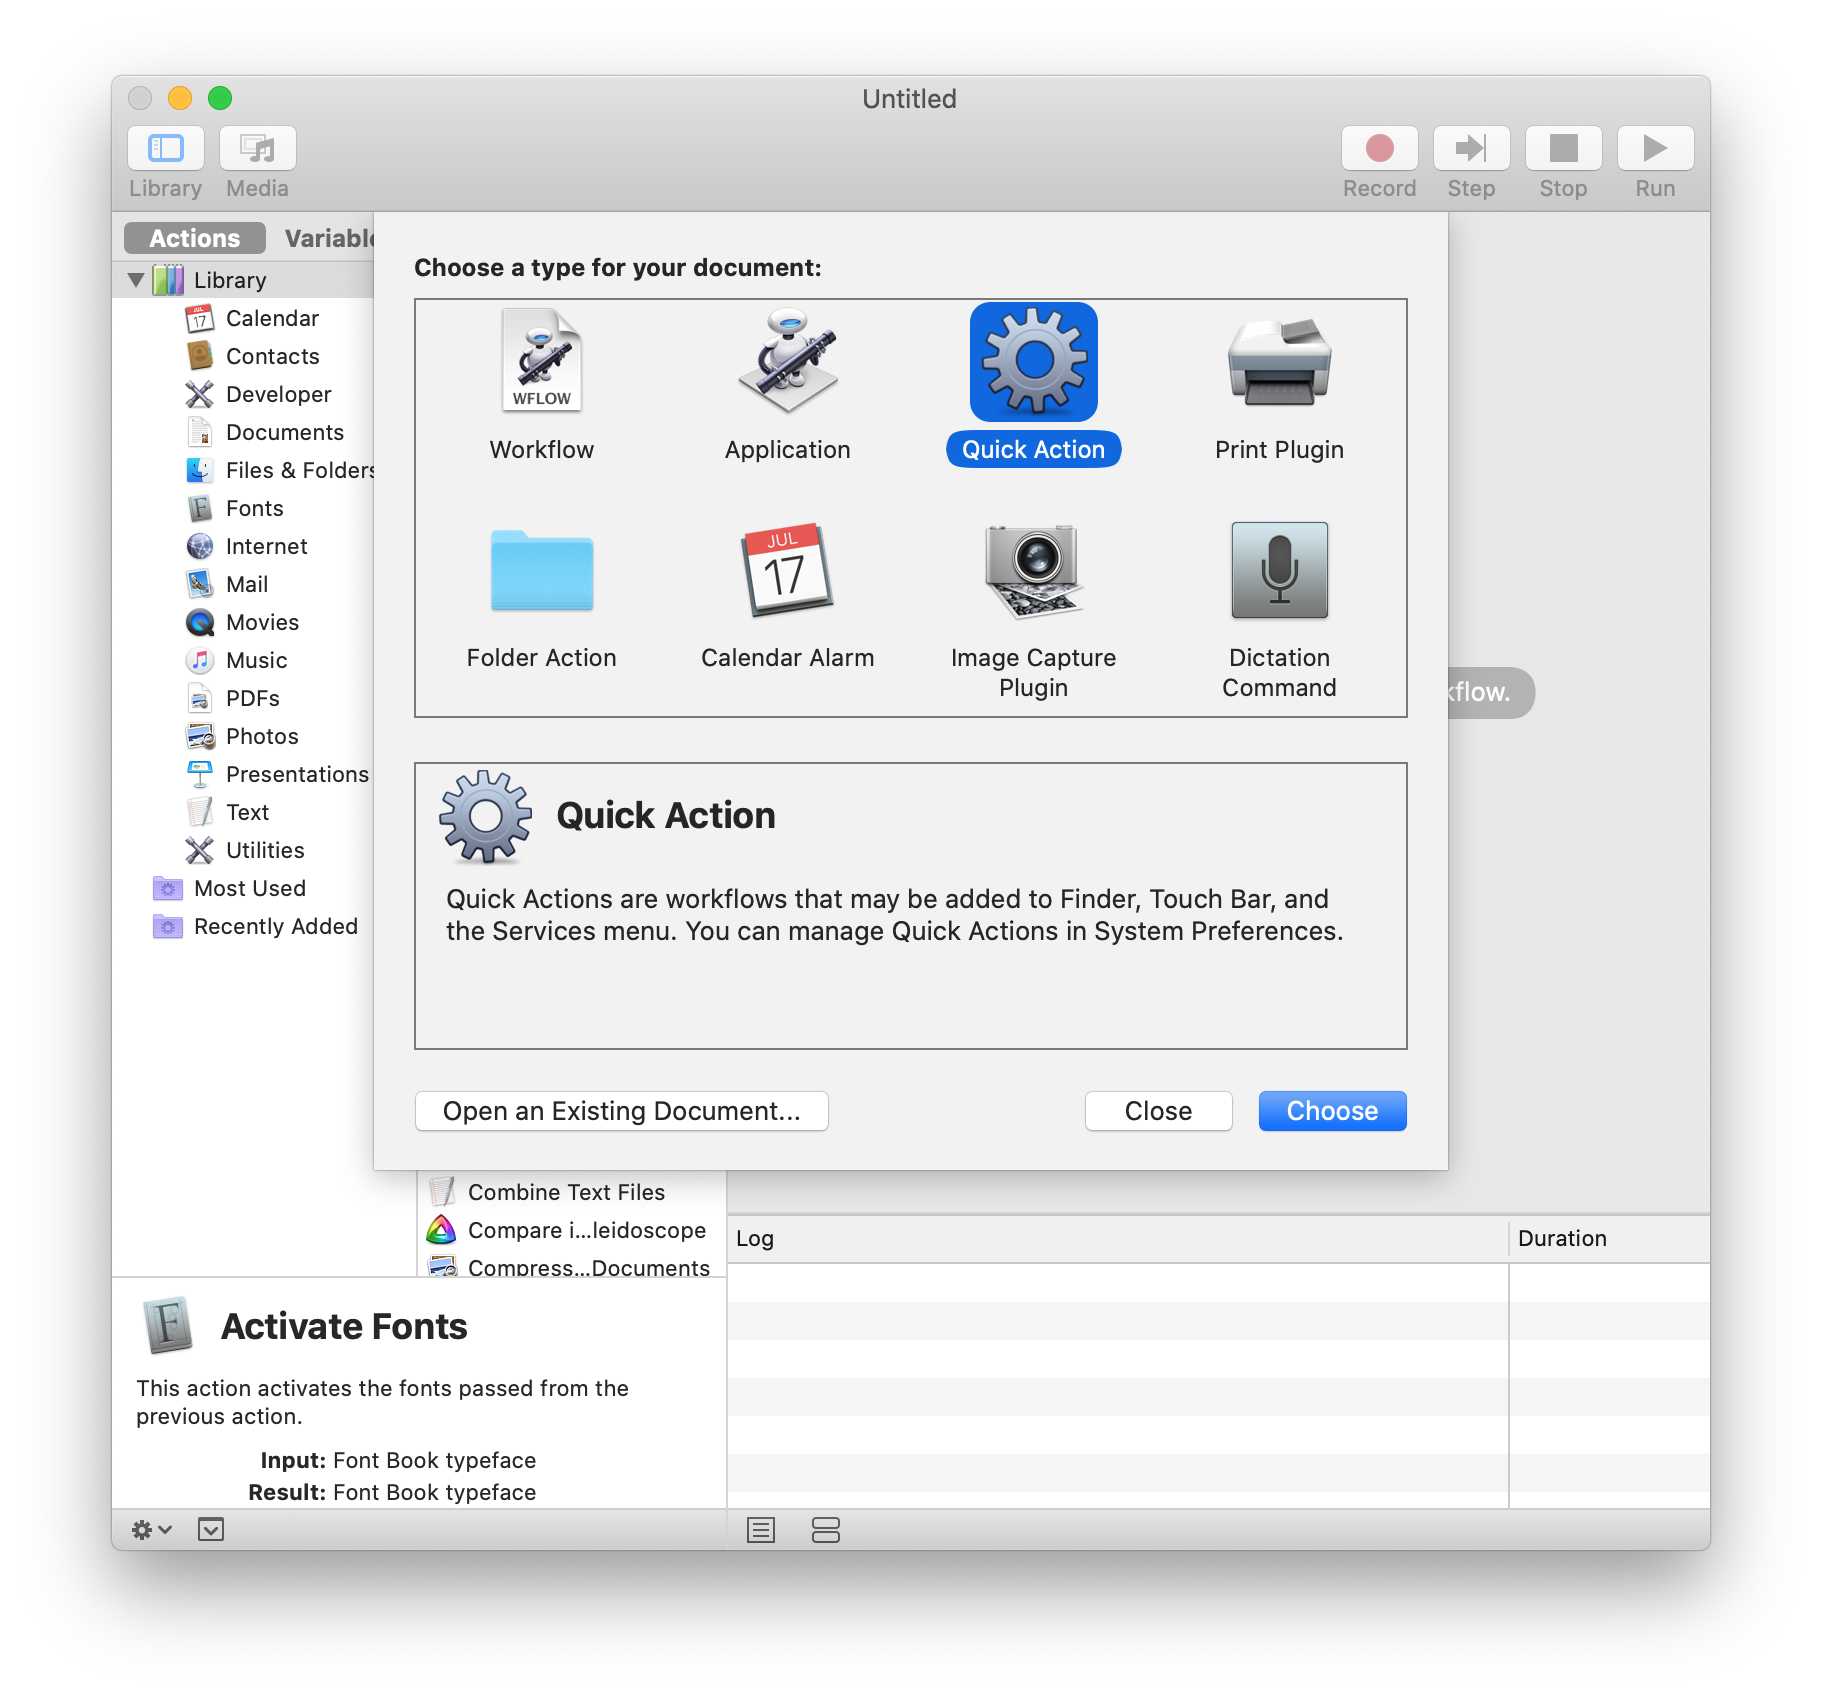 Untitled
Library
Media
Record
Step
Stop
Run
Actions
Choose a type for your document:
Library
Calendar
Contacts
Developer
Documents
Files & Folders
Fonts
Internet
Mail
Movies
Music
PDFs
Photos
Presentations
Text
Utilities
Most Used
Recently Added
WFLOW
Workflow
Application
Quick Action
Print Plugin
JUL
17
Folder Action
Calendar Alarm
Image Capture
Plugin
Dictation
Command
Quick Action
Quick Actions are workflows that may be added to Finder, Touch Bar, and
the Services menu. You can manage Quick Actions in System Preferences.
Open an Existing Document...
Close
Choose
Combine Text Files
Compare i...leidoscope
Compress...Documents
Log
Duration
Activate Fonts
This action activates the fonts passed from the
previous action.
Input: Font Book typeface
Result: Font Book typeface